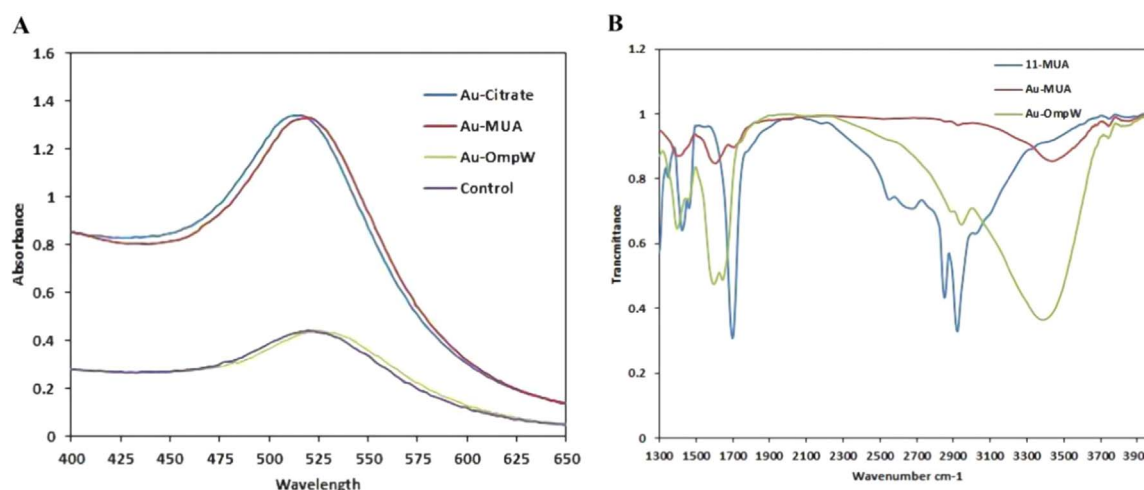 A
1.6
1.4
1.2
1
0.8
0.6
0.4
0.2
0
Absorbance
400 425 450 475 500 525 550 575 600 625 650
Wavelength
Au-Citrate
Au-MUA
Au-OmpW
Control
B
1.2
1
0.8
0.6
0.4
0.2
0
Trancmittance
1300 1500 1700 1900 2100 2300 2500 2700 2900 3100 3300 3500 3700 390
Wavenumber cm-1
11-MUA
Au-MUA
Au-OmpW